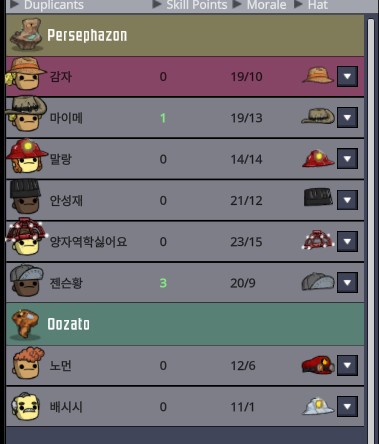 ▶ Duplicants ▶ Skill Points ▶ Morale ▶ Hat
Persephazon
감자 0 19/10
마이메 1 19/13
말랑 0 14/14
안성재 0 21/12
양자역학싫어요 0 23/15
젠슨황 3 20/9
Oozato
노먼 0 12/6
배시시 0 11/1